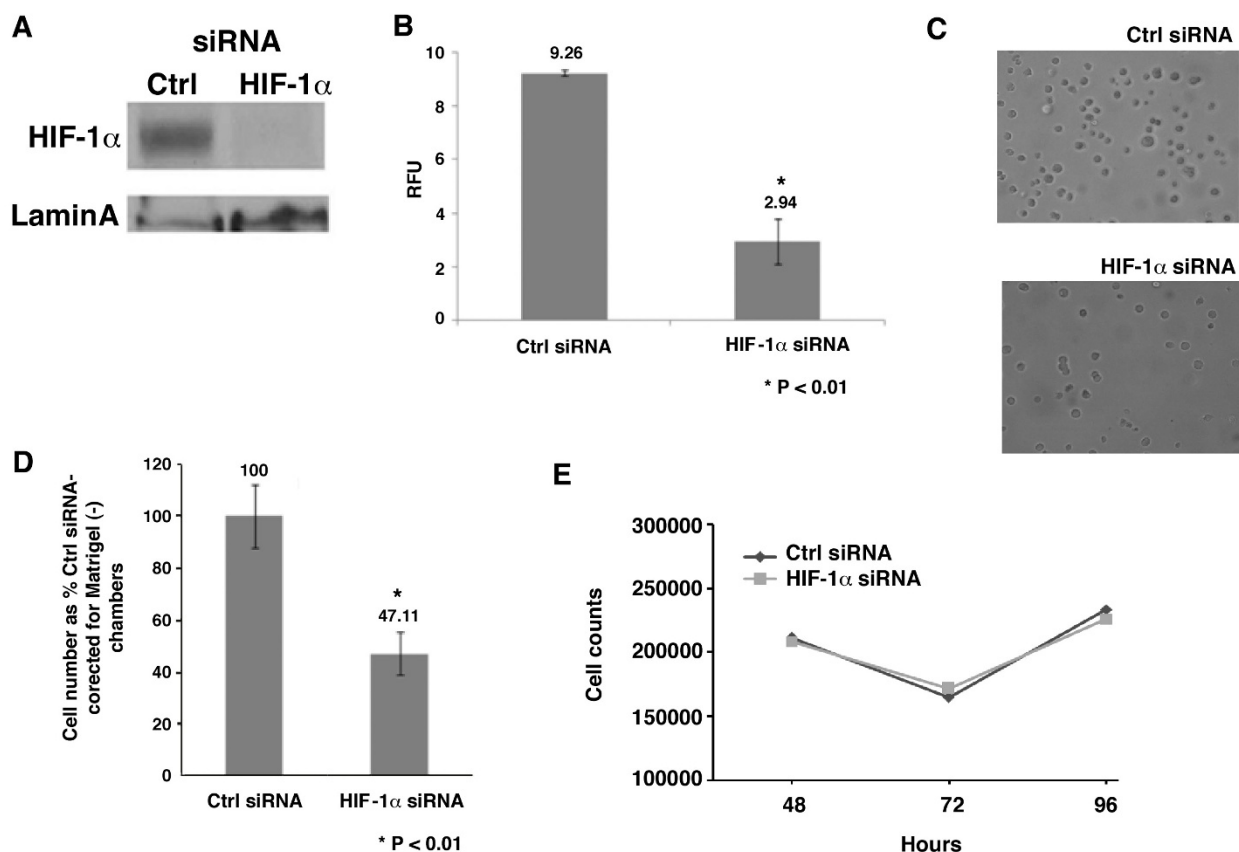 A
siRNA
Ctrl HIF-1α
HIF-1α
LaminA
B
10
8
6
4
2
0
RFU
9.26
*
2.94
Ctrl siRNA
HIF-1α siRNA
* P < 0.01
C
Ctrl siRNA
HIF-1α siRNA
D
Cell number as % Ctrl siRNA-
corected for Matrigel (-)
chambers
120
100
80
60
40
20
0
100
*
47.11
Ctrl siRNA
HIF-1α siRNA
* P < 0.01
E
Cell counts
300000
250000
200000
150000
100000
Ctrl siRNA
HIF-1α siRNA
48
72
96
Hours